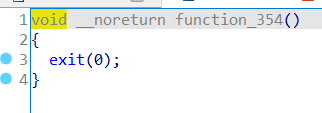 1 void __noreturn function_354()
2 {
3   exit(0);
4 }